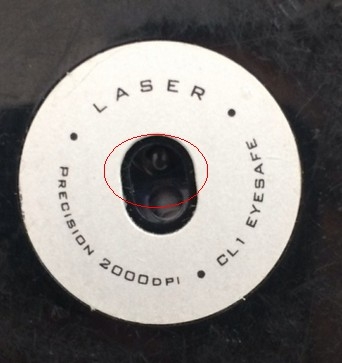 LASER
PRECISION 2000DPI
CL1 EYESAFE